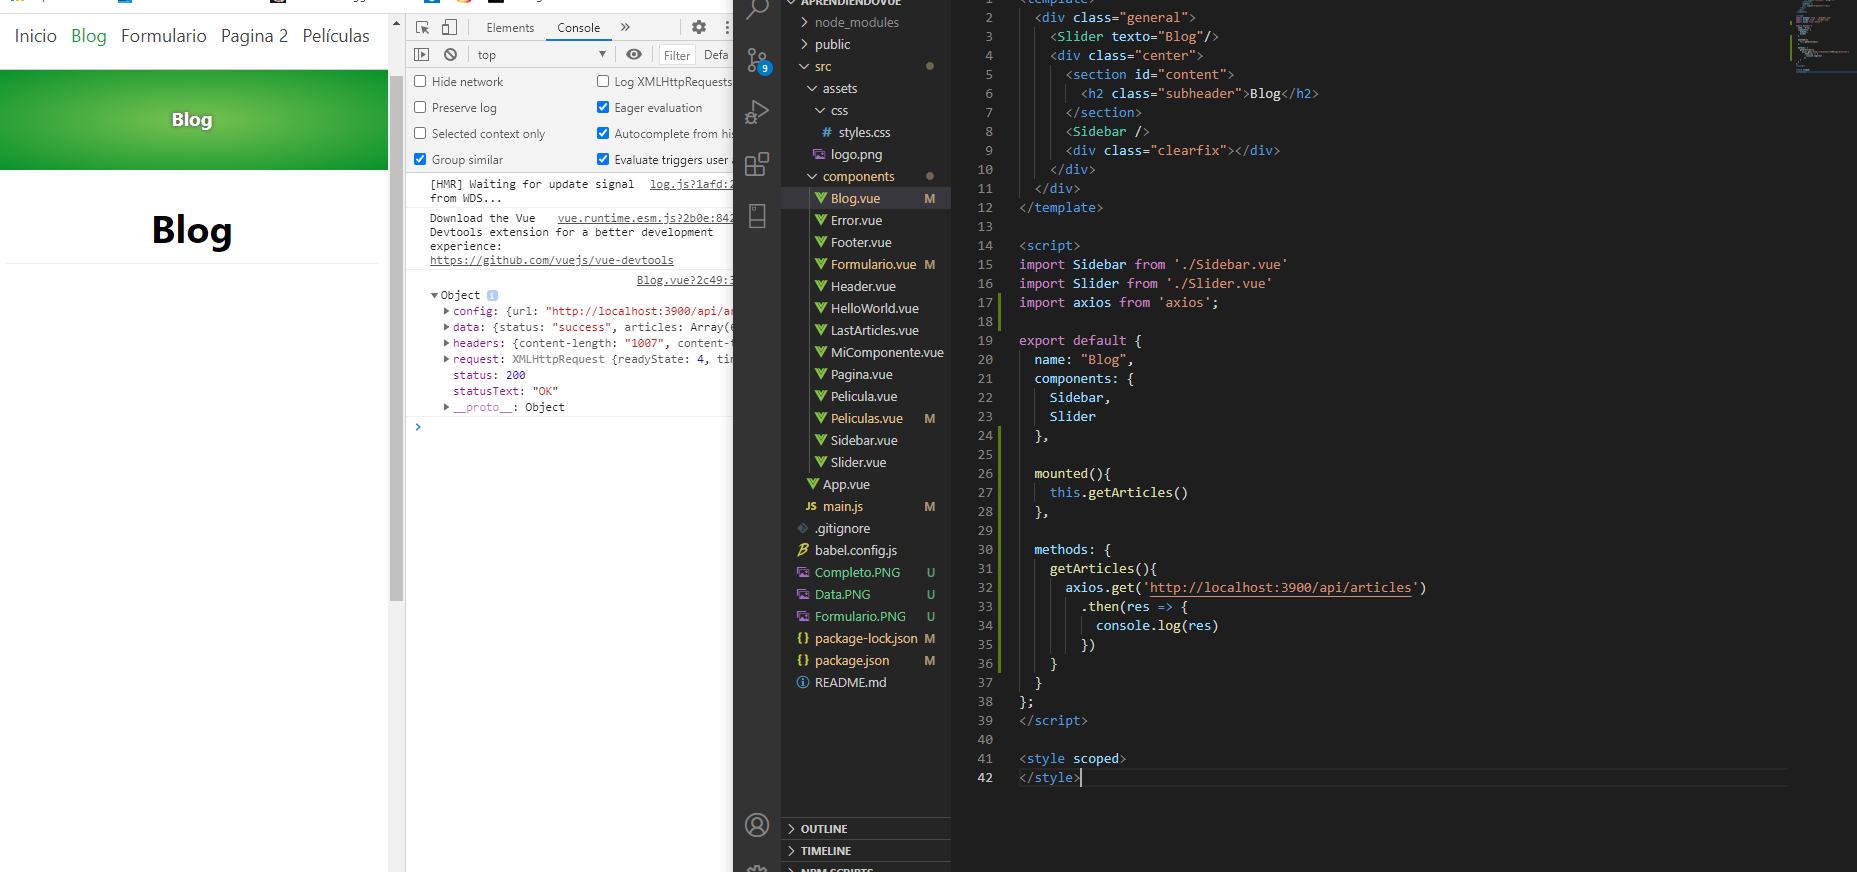 Inicio Blog Formulario Pagina 2 Películas
Blog
Blog
Elements Console »
top Filter Defa
Hide network Log XMLHttpRequests
Preserve log Eager evaluation
Selected context only Autocomplete from his
Group similar Evaluate triggers user a
[HMR] Waiting for update signal log.js?1afd:2
from WDS...
Download the Vue vue.runtime.esm.js?2b0e:842
Devtools extension for a better development
experience:
https://github.com/vuejs/vue-devtools
Blog.vue?2c49:3
Object i
config: {url: "http://localhost:3900/api/ar
data: {status: "success", articles: Array(6
headers: {content-length: "1007", content-t
request: XMLHttpRequest {readyState: 4, tim
status: 200
statusText: "OK"
__proto__: Object
9
APRENDIENDOVUE
node_modules
public
src
assets
css
# styles.css
logo.png
components
Blog.vue M
Error.vue
Footer.vue
Formulario.vue M
Header.vue
HelloWorld.vue
LastArticles.vue
MiComponente.vue
Pagina.vue
Pelicula.vue
Peliculas.vue M
Sidebar.vue
Slider.vue
App.vue
JS main.js M
.gitignore
babel.config.js
Completo.PNG U
Data.PNG U
Formulario.PNG U
{} package-lock.json M
{} package.json M
README.md
OUTLINE
TIMELINE
NPM SCRIPTS
1 <template>
2 <div class="general">
3 <Slider texto="Blog"/>
4 <div class="center">
5 <section id="content">
6 <h2 class="subheader">Blog</h2>
7 </section>
8 <Sidebar />
9 <div class="clearfix"></div>
10 </div>
11 </div>
12 </template>
13
14 <script>
15 import Sidebar from './Sidebar.vue'
16 import Slider from './Slider.vue'
17 import axios from 'axios';
18
19 export default {
20 name: "Blog",
21 components: {
22 Sidebar,
23 Slider
24 },
25
26 mounted(){
27 this.getArticles()
28 },
29
30 methods: {
31 getArticles(){
32 axios.get('http://localhost:3900/api/articles')
33 .then(res => {
34 console.log(res)
35 })
36 }
37 }
38 };
39 </script>
40
41 <style scoped>
42 </style>